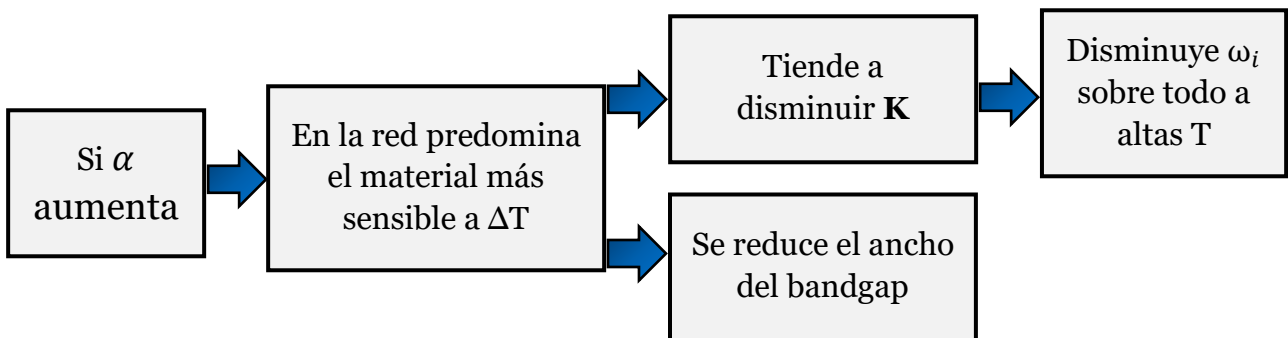 Si α
aumenta
En la red predomina
el material más
sensible a ΔT
Tiende a
disminuir K
Disminuye ωᵢ
sobre todo a
altas T
Se reduce el ancho
del bandgap